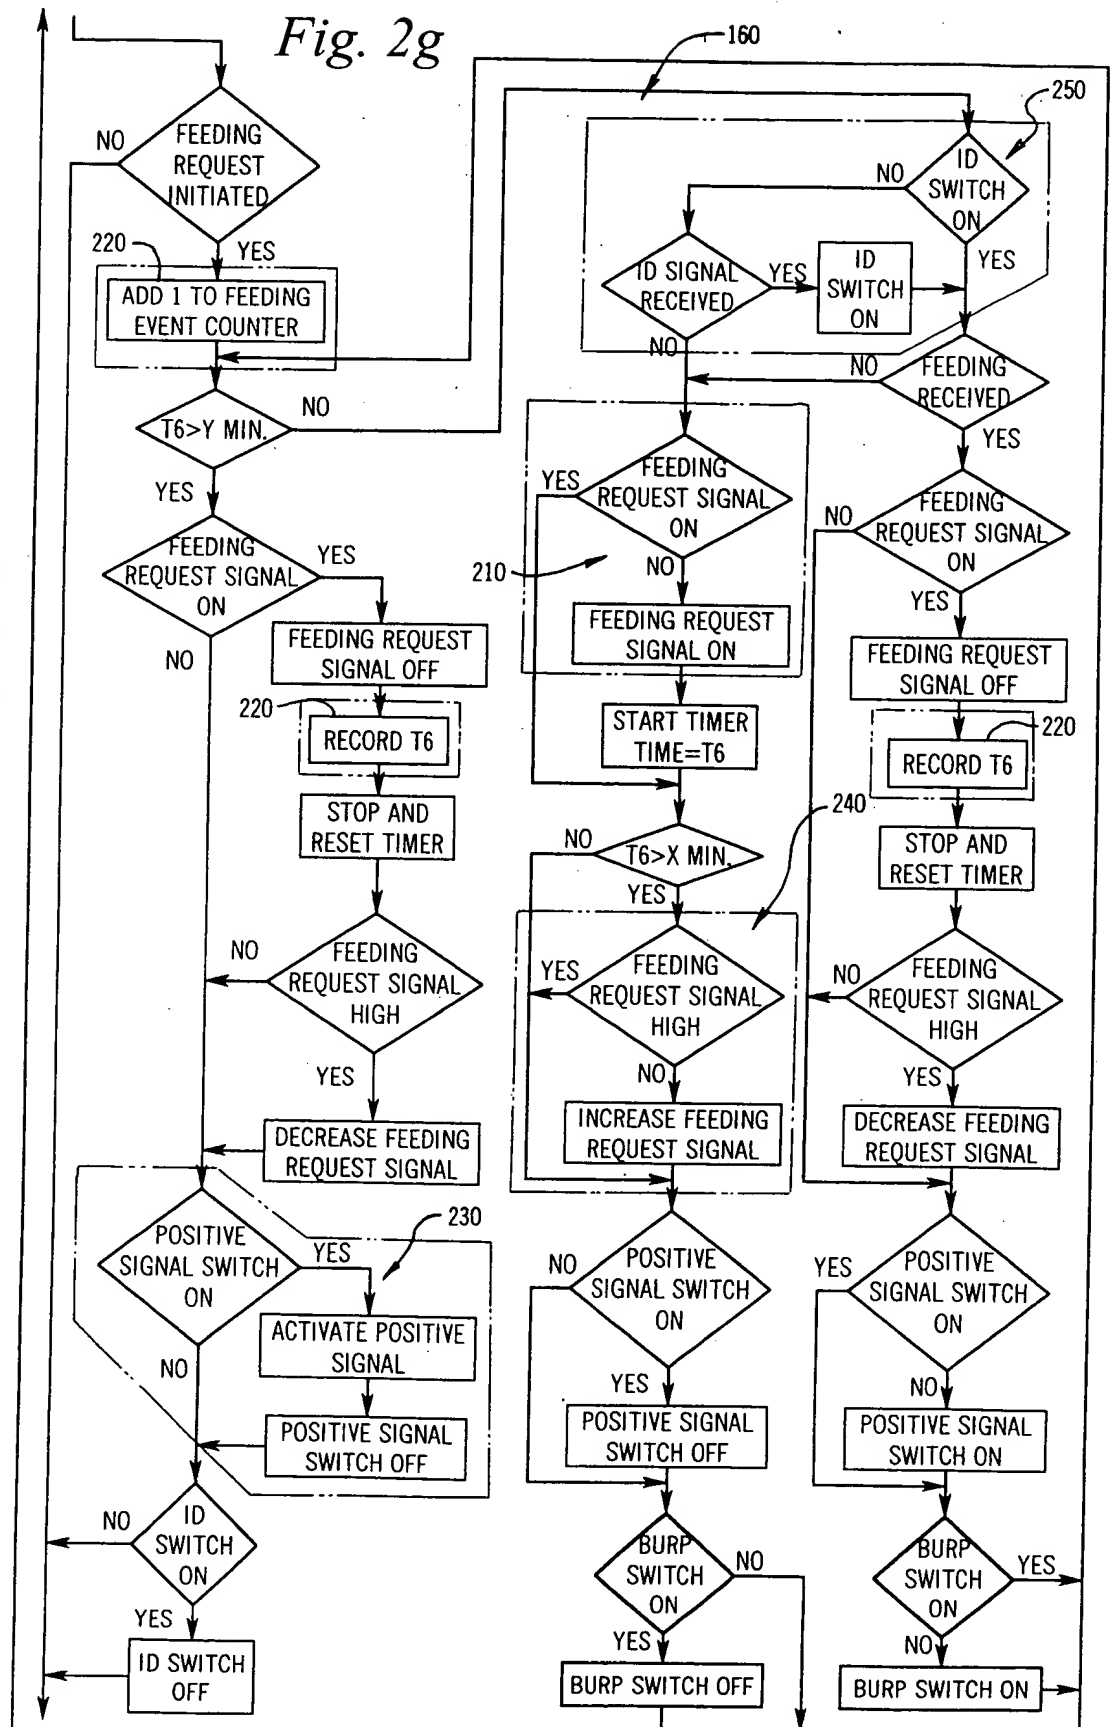 Fig. 2g
160
250
FEEDING
REQUEST
INITIATED
NO
YES
220
ADD 1 TO FEEDING
EVENT COUNTER
T6>Y MIN.
NO
YES
FEEDING
REQUEST SIGNAL
ON
YES
NO
FEEDING REQUEST
SIGNAL OFF
220
RECORD T6
STOP AND
RESET TIMER
FEEDING
REQUEST SIGNAL
HIGH
NO
YES
DECREASE FEEDING
REQUEST SIGNAL
230
POSITIVE
SIGNAL SWITCH
ON
YES
NO
ACTIVATE POSITIVE
SIGNAL
POSITIVE SIGNAL
SWITCH OFF
ID
SWITCH
ON
NO
YES
ID SWITCH
OFF
ID
SWITCH
ON
NO
YES
ID SIGNAL
RECEIVED
YES
NO
ID
SWITCH
ON
210
FEEDING
REQUEST SIGNAL
ON
YES
NO
FEEDING REQUEST
SIGNAL ON
START TIMER
TIME=T6
T6>X MIN.
NO
YES
240
FEEDING
REQUEST SIGNAL
HIGH
YES
NO
INCREASE FEEDING
REQUEST SIGNAL
POSITIVE
SIGNAL SWITCH
ON
NO
YES
POSITIVE SIGNAL
SWITCH OFF
BURP
SWITCH
ON
NO
YES
BURP SWITCH OFF
FEEDING
RECEIVED
NO
YES
FEEDING
REQUEST SIGNAL
ON
NO
YES
FEEDING REQUEST
SIGNAL OFF
220
RECORD T6
STOP AND
RESET TIMER
FEEDING
REQUEST SIGNAL
HIGH
NO
YES
DECREASE FEEDING
REQUEST SIGNAL
POSITIVE
SIGNAL SWITCH
ON
YES
NO
POSITIVE SIGNAL
SWITCH ON
BURP
SWITCH
ON
YES
NO
BURP SWITCH ON